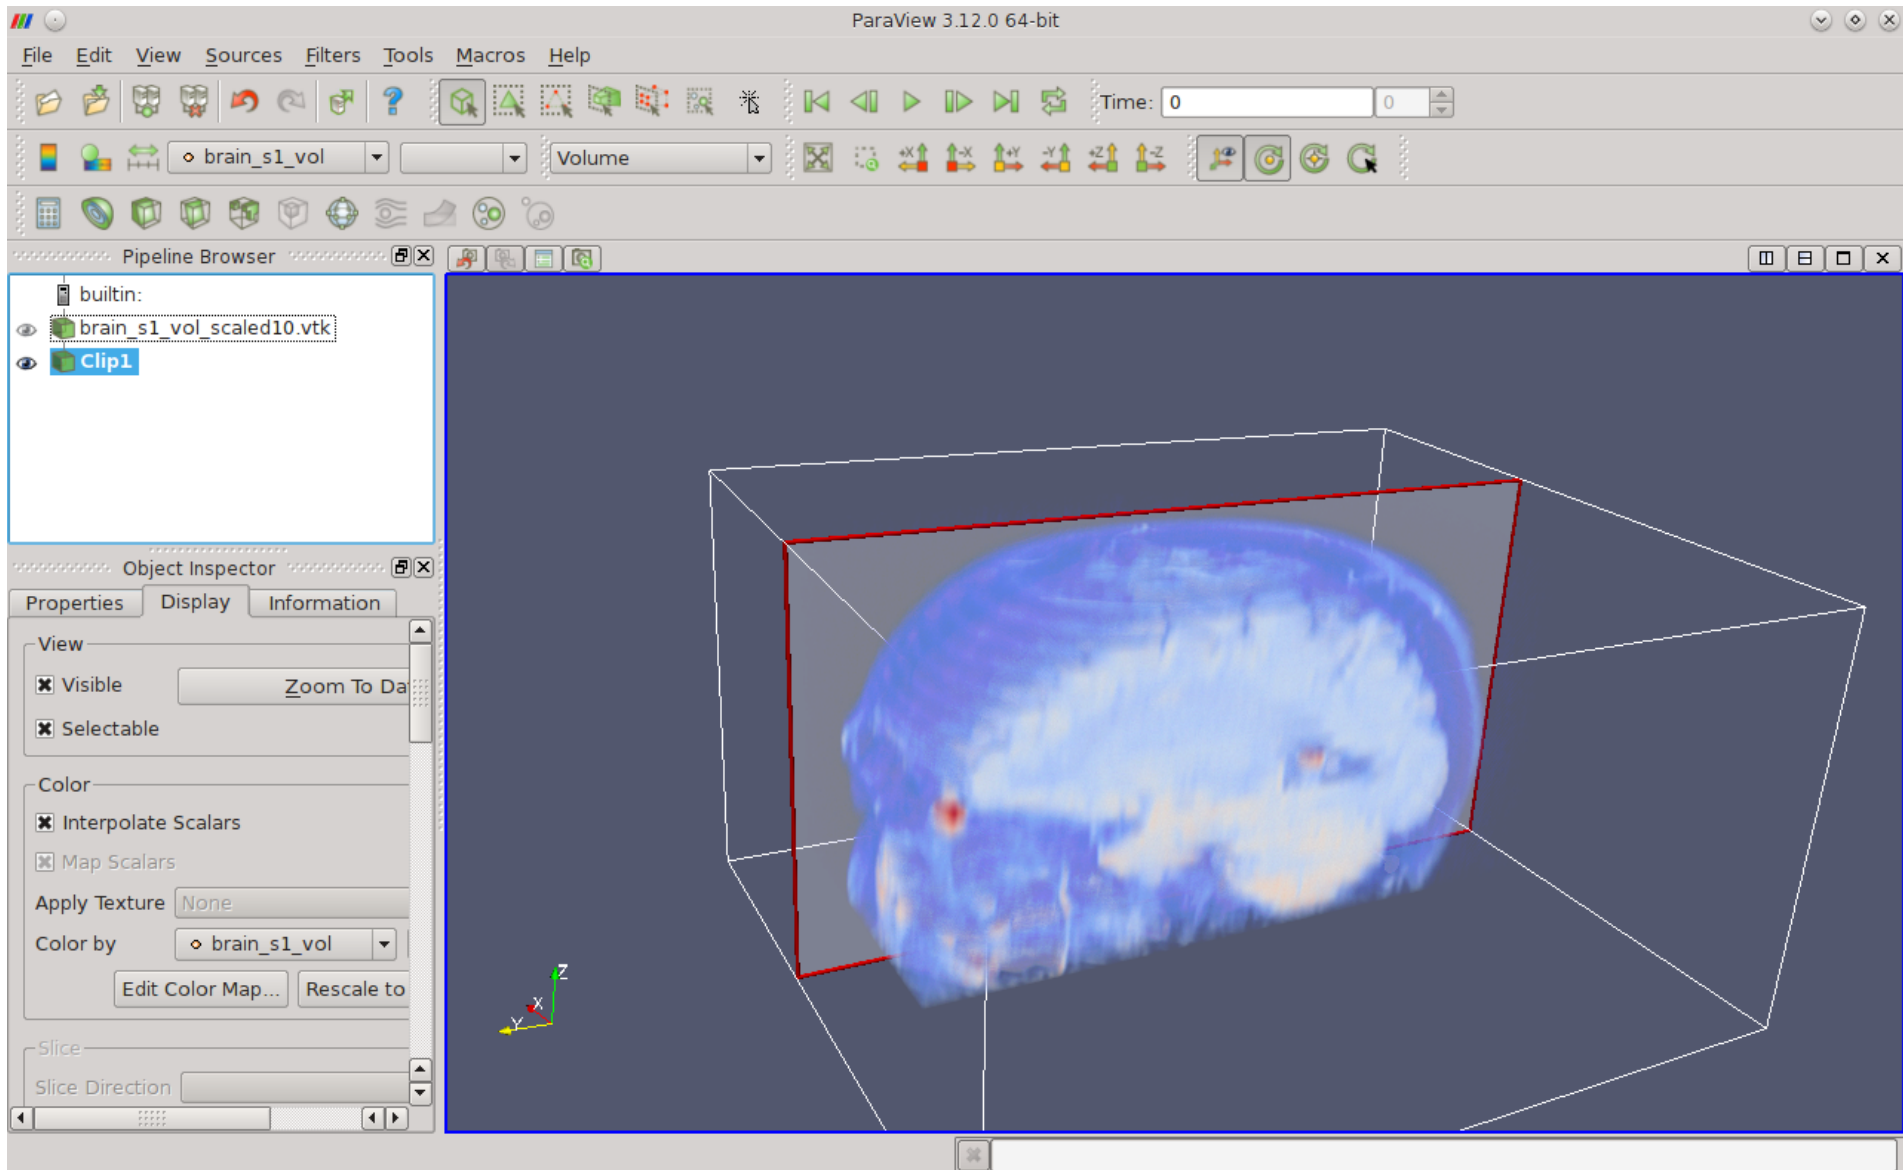 ParaView 3.12.0 64-bit
File Edit View Sources Filters Tools Macros Help
Time: 0 0
brain_s1_vol Volume +X -X +Y -Y +Z -Z
Pipeline Browser
builtin:
brain_s1_vol_scaled10.vtk
Clip1
Object Inspector
Properties Display Information
View
Visible Zoom To Da
Selectable
Color
Interpolate Scalars
Map Scalars
Apply Texture None
Color by brain_s1_vol
Edit Color Map... Rescale to
Slice
Slice Direction
Z
X
Y